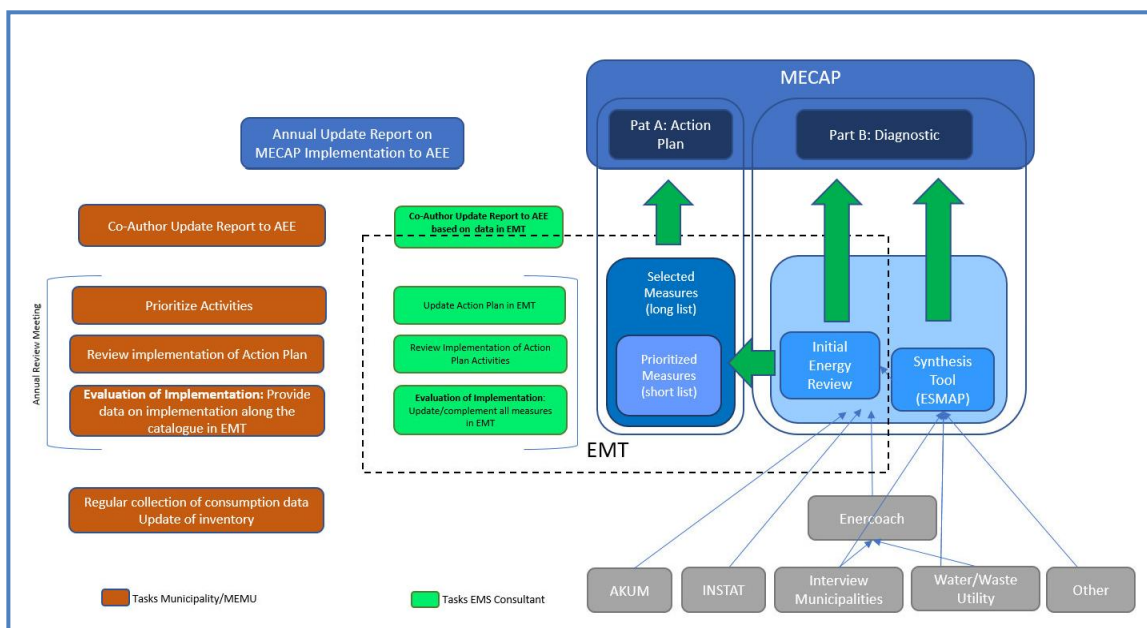 MECAP
Pat A: Action
Plan
Part B: Diagnostic
Annual Update Report on
MECAP Implementation to AEE
Co-Author Update Report to AEE
Co-Author Update Report to AEE
based on data in EMT
Annual Review Meeting
Prioritize Activities
Review implementation of Action Plan
Evaluation of Implementation: Provide
data on implementation along the
catalogue in EMT
Update Action Plan in EMT
Review Implementation of Action
Plan Activities
Evaluation of Implementation:
Update/complement all measures
in EMT
Selected
Measures
(long list)
Prioritized
Measures
(short list)
Initial
Energy
Review
Synthesis
Tool
(ESMAP)
EMT
Regular collection of consumption data
Update of inventory
Enercoach
AKUM
INSTAT
Interview
Municipalities
Water/Waste
Utility
Other
Tasks Municipality/MEMU
Tasks EMS Consultant